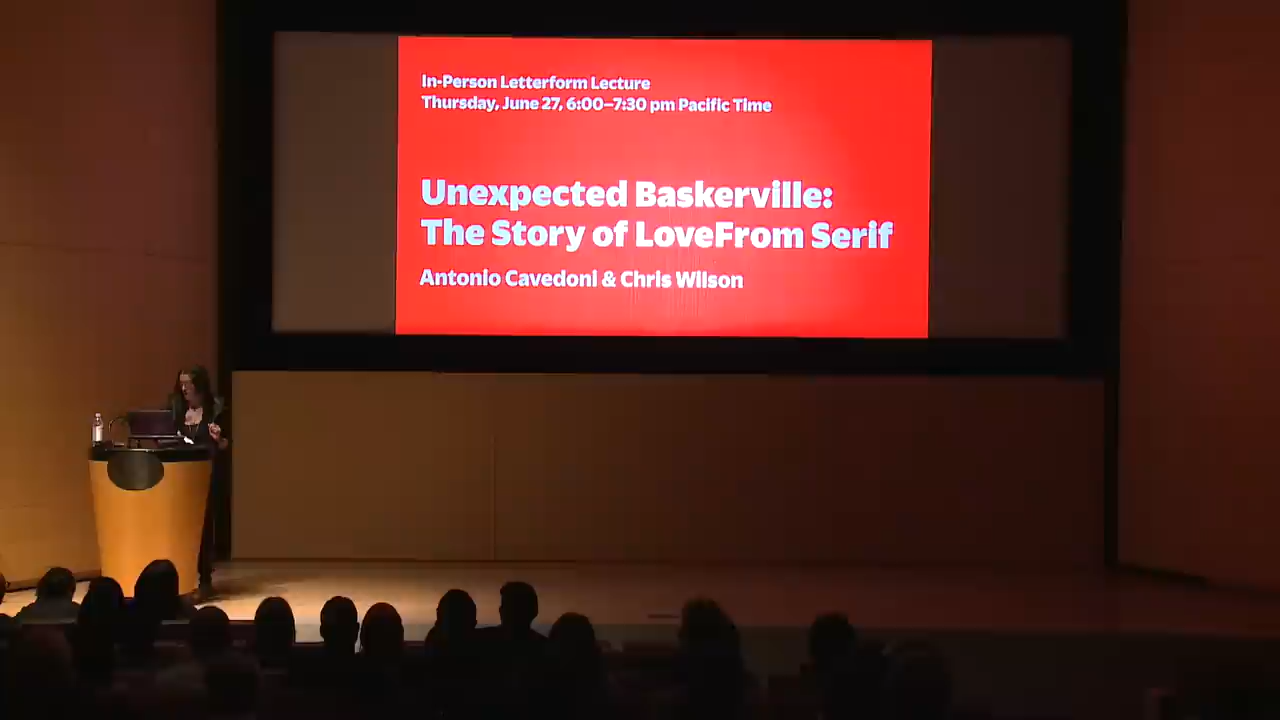 In-Person Letterform Lecture
Thursday, June 27, 6:00–7:30 pm Pacific Time
Unexpected Baskerville:
The Story of LoveFrom Serif
Antonio Cavedoni & Chris Wilson